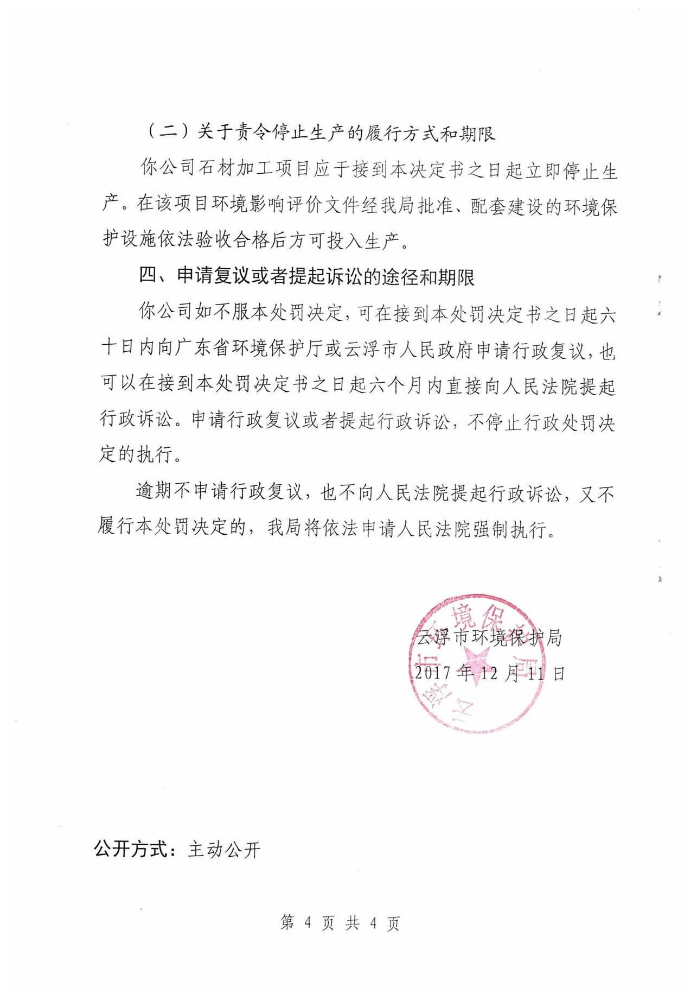 （二）关于责令停止生产的履行方式和期限
你公司石材加工项目应于接到本决定书之日起立即停止生
产。在该项目环境影响评价文件经我局批准、配套建设的环境保
护设施依法验收合格后方可投入生产。
四、申请复议或者提起诉讼的途径和期限
你公司如不服本处罚决定，可在接到本处罚决定书之日起六
十日内向广东省环境保护厅或云浮市人民政府申请行政复议，也
可以在接到本处罚决定书之日起六个月内直接向人民法院提起
行政诉讼。申请行政复议或者提起行政诉讼，不停止行政处罚决
定的执行。
逾期不申请行政复议，也不向人民法院提起行政诉讼，又不
履行本处罚决定的，我局将依法申请人民法院强制执行。
云浮市环境保护局
云浮市环境保护局
2017年12月11日
公开方式：主动公开
第 4 页 共 4 页